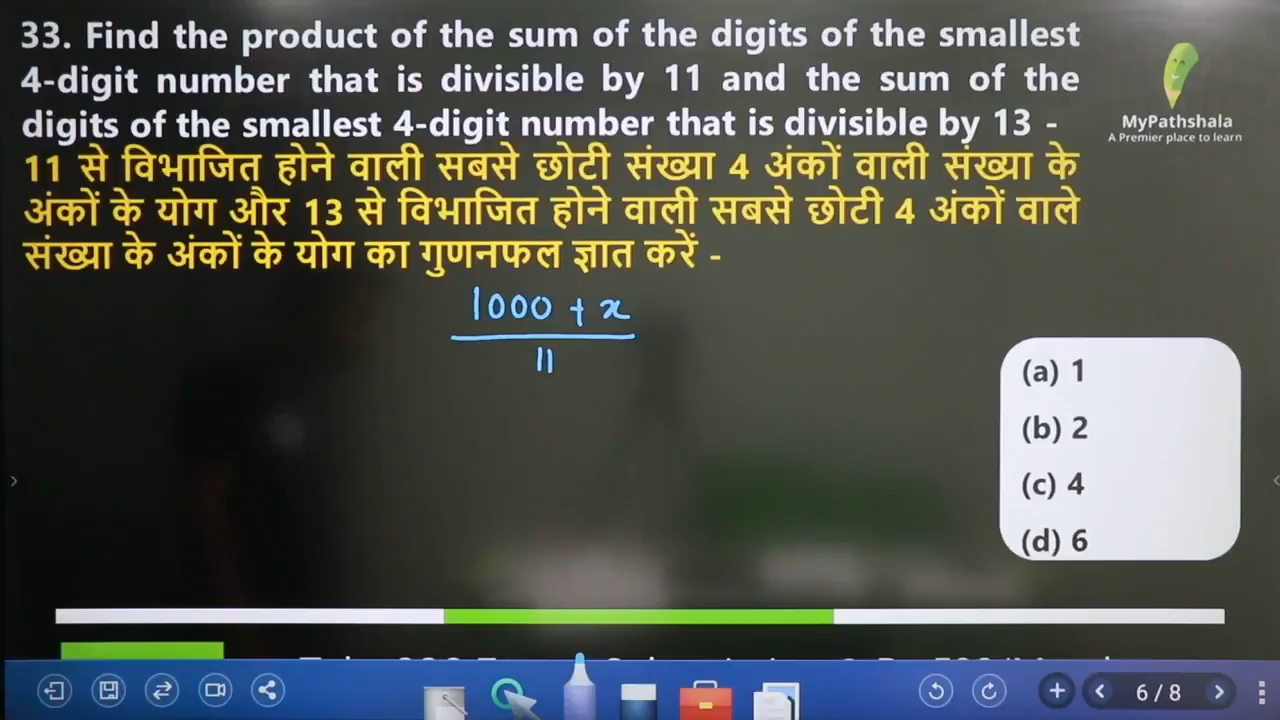 33. Find the product of the sum of the digits of the smallest
4-digit number that is divisible by 11 and the sum of the
digits of the smallest 4-digit number that is divisible by 13 -
11 से विभाजित होने वाली सबसे छोटी संख्या 4 अंकों वाली संख्या के
अंकों के योग और 13 से विभाजित होने वाली सबसे छोटी 4 अंकों वाले
संख्या के अंकों के योग का गुणनफल ज्ञात करें -
MyPathshala
A Premier place to learn
1000 + x
11
(a) 1
(b) 2
(c) 4
(d) 6
6 / 8